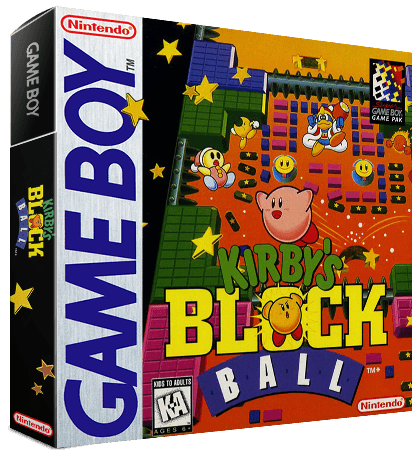 Nintendo®
GAME BOY
GAME BOY™
KIRBY'S
BLOCK
BALL
Nintendo®
GAME BOY
GAME PAK
KIRBY'S
BLOCK
BALL
™
KIDS TO ADULTS
KA
AGES 6+
Nintendo®